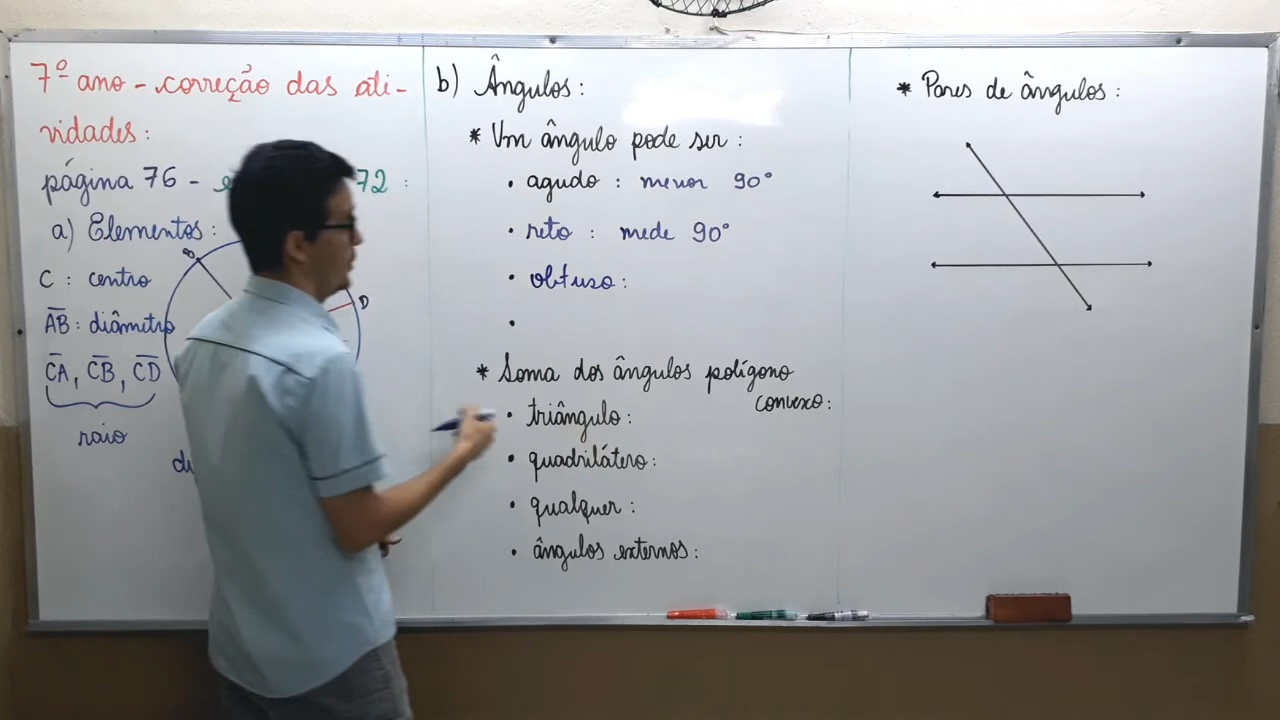 7º ano - correção das ati-
vidades:
página 76 - 72 :
a) Elementos:
B
C : centro
D
AB : diâmetro
CA, CB, CD
raio
b) Ângulos:
* Um ângulo pode ser :
• agudo : menor 90°
• reto : mede 90°
• obtuso :
•
* Soma dos ângulos polígono
convexo :
• triângulo :
• quadrilátero :
• qualquer :
• ângulos externos :
* Pares de ângulos :